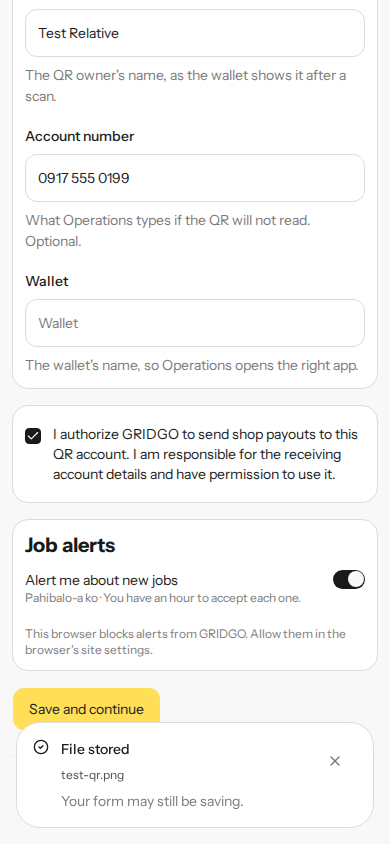 Test Relative
The QR owner's name, as the wallet shows it after a
scan.
Account number
0917 555 0199
What Operations types if the QR will not read.
Optional.
Wallet
Wallet
The wallet's name, so Operations opens the right app.
I authorize GRIDGO to send shop payouts to this
QR account. I am responsible for the receiving
account details and have permission to use it.
Job alerts
Alert me about new jobs
Pahibalo-a ko · You have an hour to accept each one.
This browser blocks alerts from GRIDGO. Allow them in the
browser's site settings.
Save and continue
File stored
test-qr.png
Your form may still be saving.